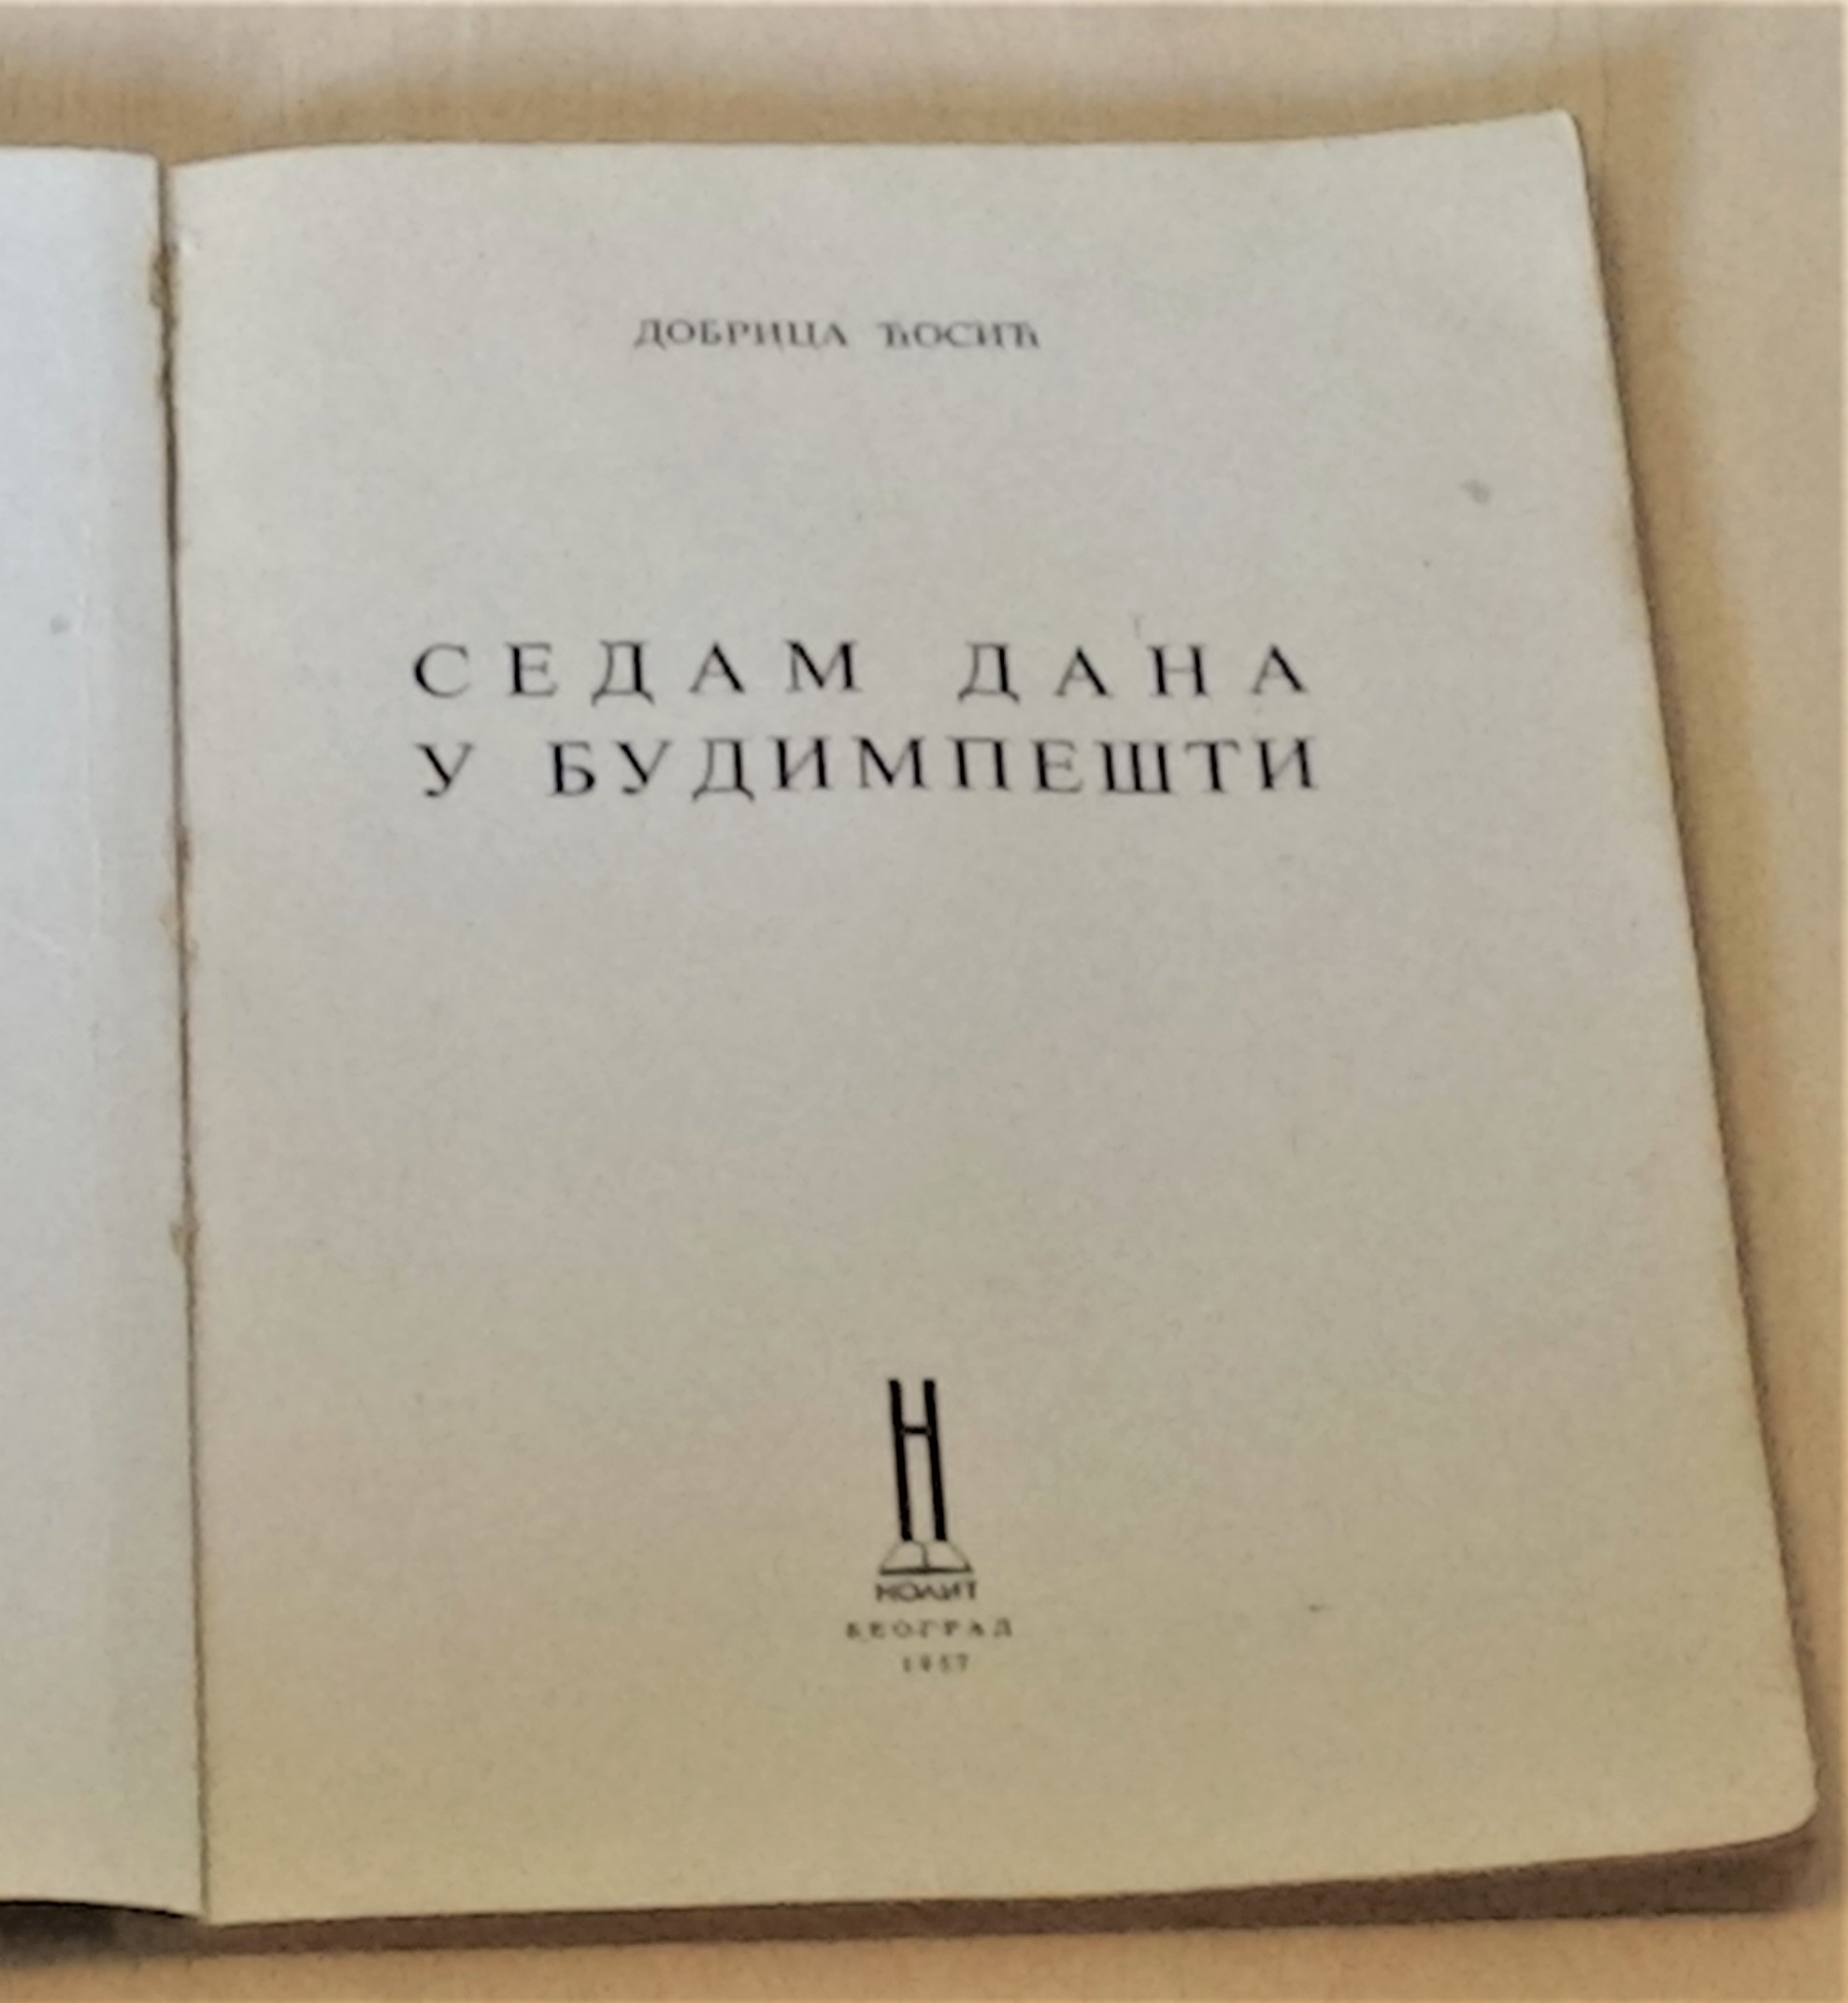 ДОБРИЦА ЋОСИЋ
СЕДАМ ДАНА
У БУДИМПЕШТИ
Н
НОЛИТ
БЕОГРАД
1957